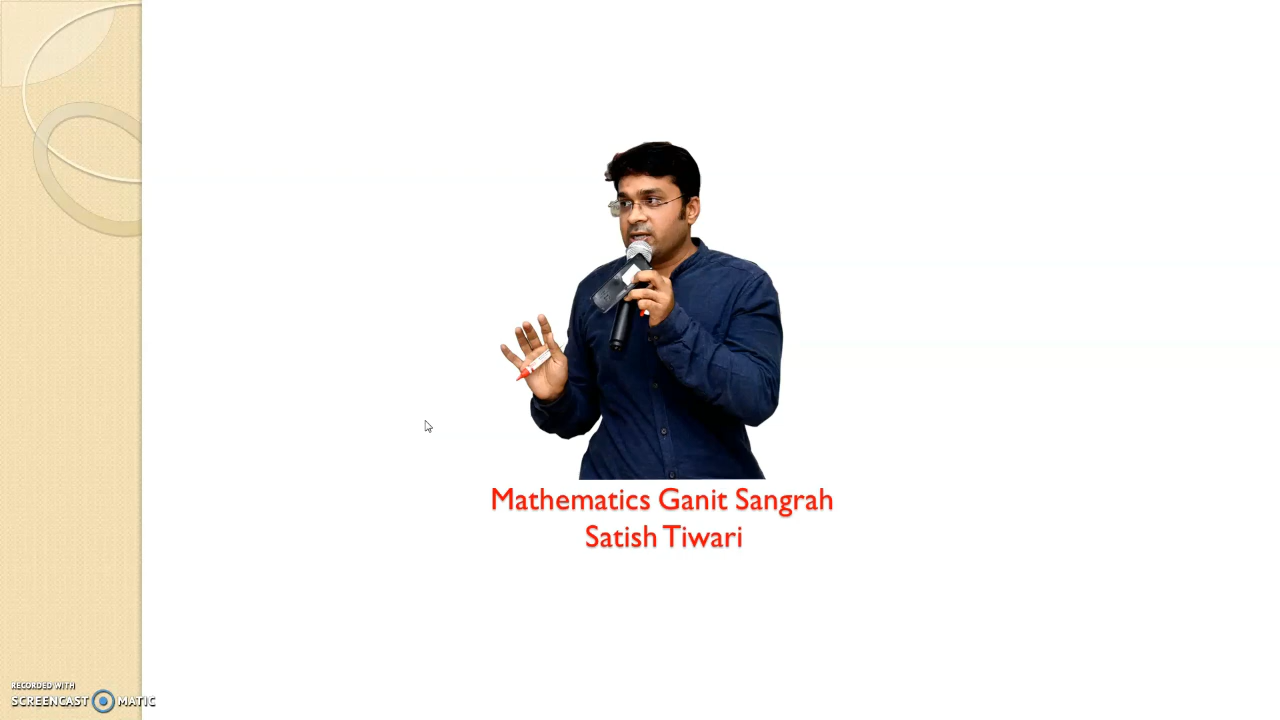 Mathematics Ganit Sangrah
Satish Tiwari
RECORDED WITH
SCREENCAST MATIC